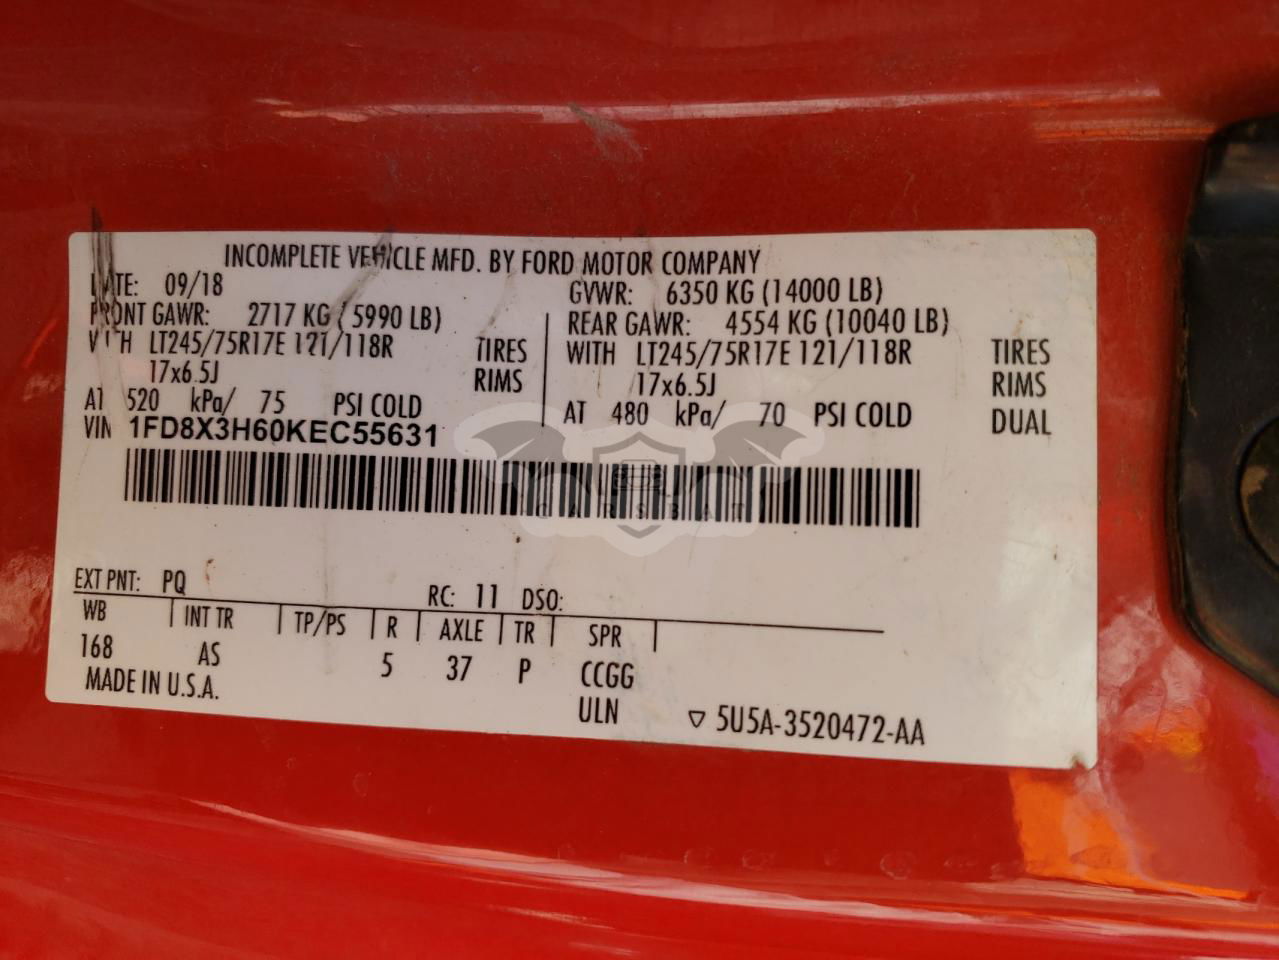 INCOMPLETE VEHICLE MFD. BY FORD MOTOR COMPANY
DATE: 09/18 GVWR: 6350 KG (14000 LB)
FRONT GAWR: 2717 KG (5990 LB) REAR GAWR: 4554 KG (10040 LB)
WITH LT245/75R17E 121/118R TIRES WITH LT245/75R17E 121/118R TIRES
17x6.5J RIMS 17x6.5J RIMS
AT 520 kPa/ 75 PSI COLD AT 480 kPa/ 70 PSI COLD DUAL
VIN 1FD8X3H60KEC55631
CARSBAT
EXT PNT: PQ RC: 11 DSO:
WB INT TR TP/PS R AXLE TR SPR
168 AS 5 37 P CCGG
MADE IN U.S.A. ULN 5U5A-3520472-AA